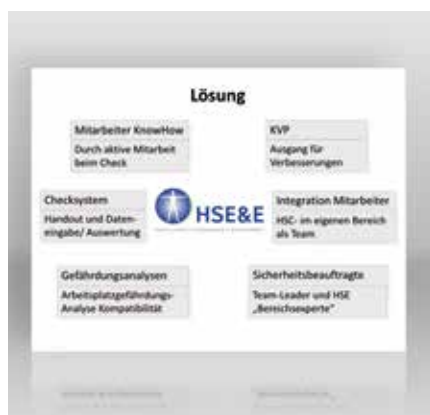 Lösung
Mitarbeiter KnowHow
Durch aktive Mitarbeit
beim Check
KVP
Ausgang für
Verbesserungen
Checksystem
Handout und Daten-
eingabe/ Auswertung
HSE&E
Integration Mitarbeiter
HSC- im eigenen Bereich
als Team
Gefährdungsanalysen
Arbeitsplatzgefährdungs-
Analyse Kompatibilität
Sicherheitsbeauftragte
Team-Leader und HSE
„Bereichsexperte“